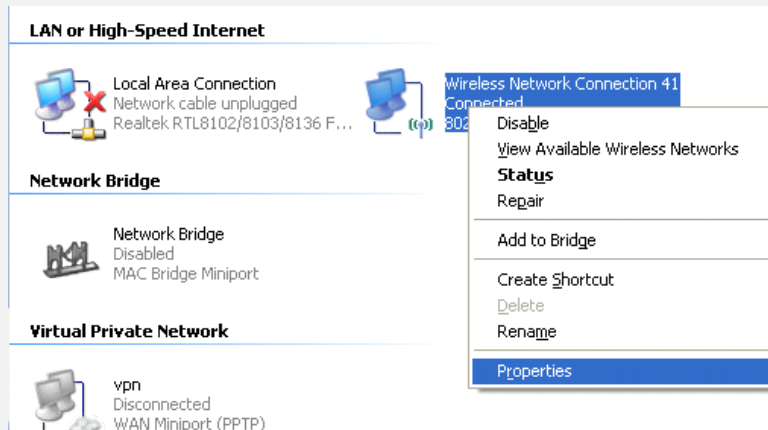 LAN or High-Speed Internet
Local Area Connection
Network cable unplugged
Realtek RTL8102/8103/8136 F...
Wireless Network Connection 41
Connected
802
Disable
View Available Wireless Networks
Status
Repair
Add to Bridge
Create Shortcut
Delete
Rename
Properties
Network Bridge
Network Bridge
Disabled
MAC Bridge Miniport
Virtual Private Network
vpn
Disconnected
WAN Miniport (PPTP)